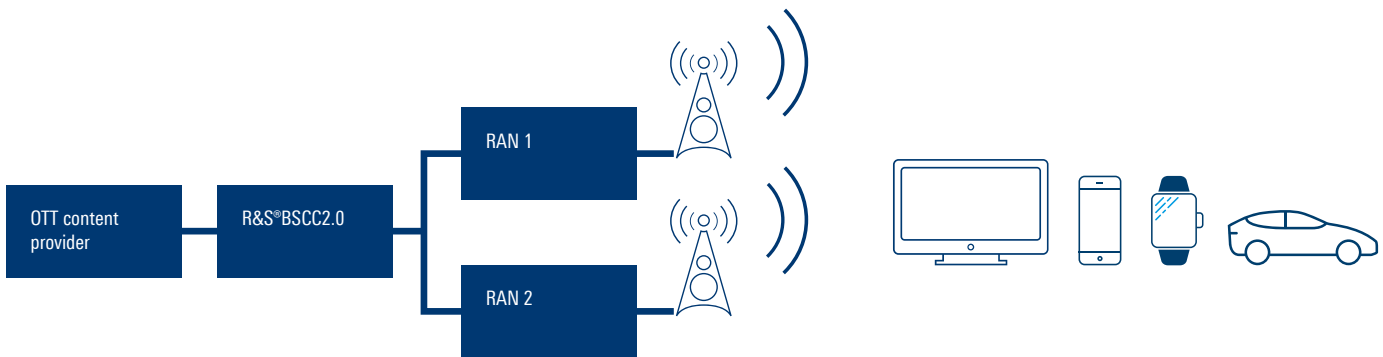 OTT content
provider
R&S®BSCC2.0
RAN 1
RAN 2